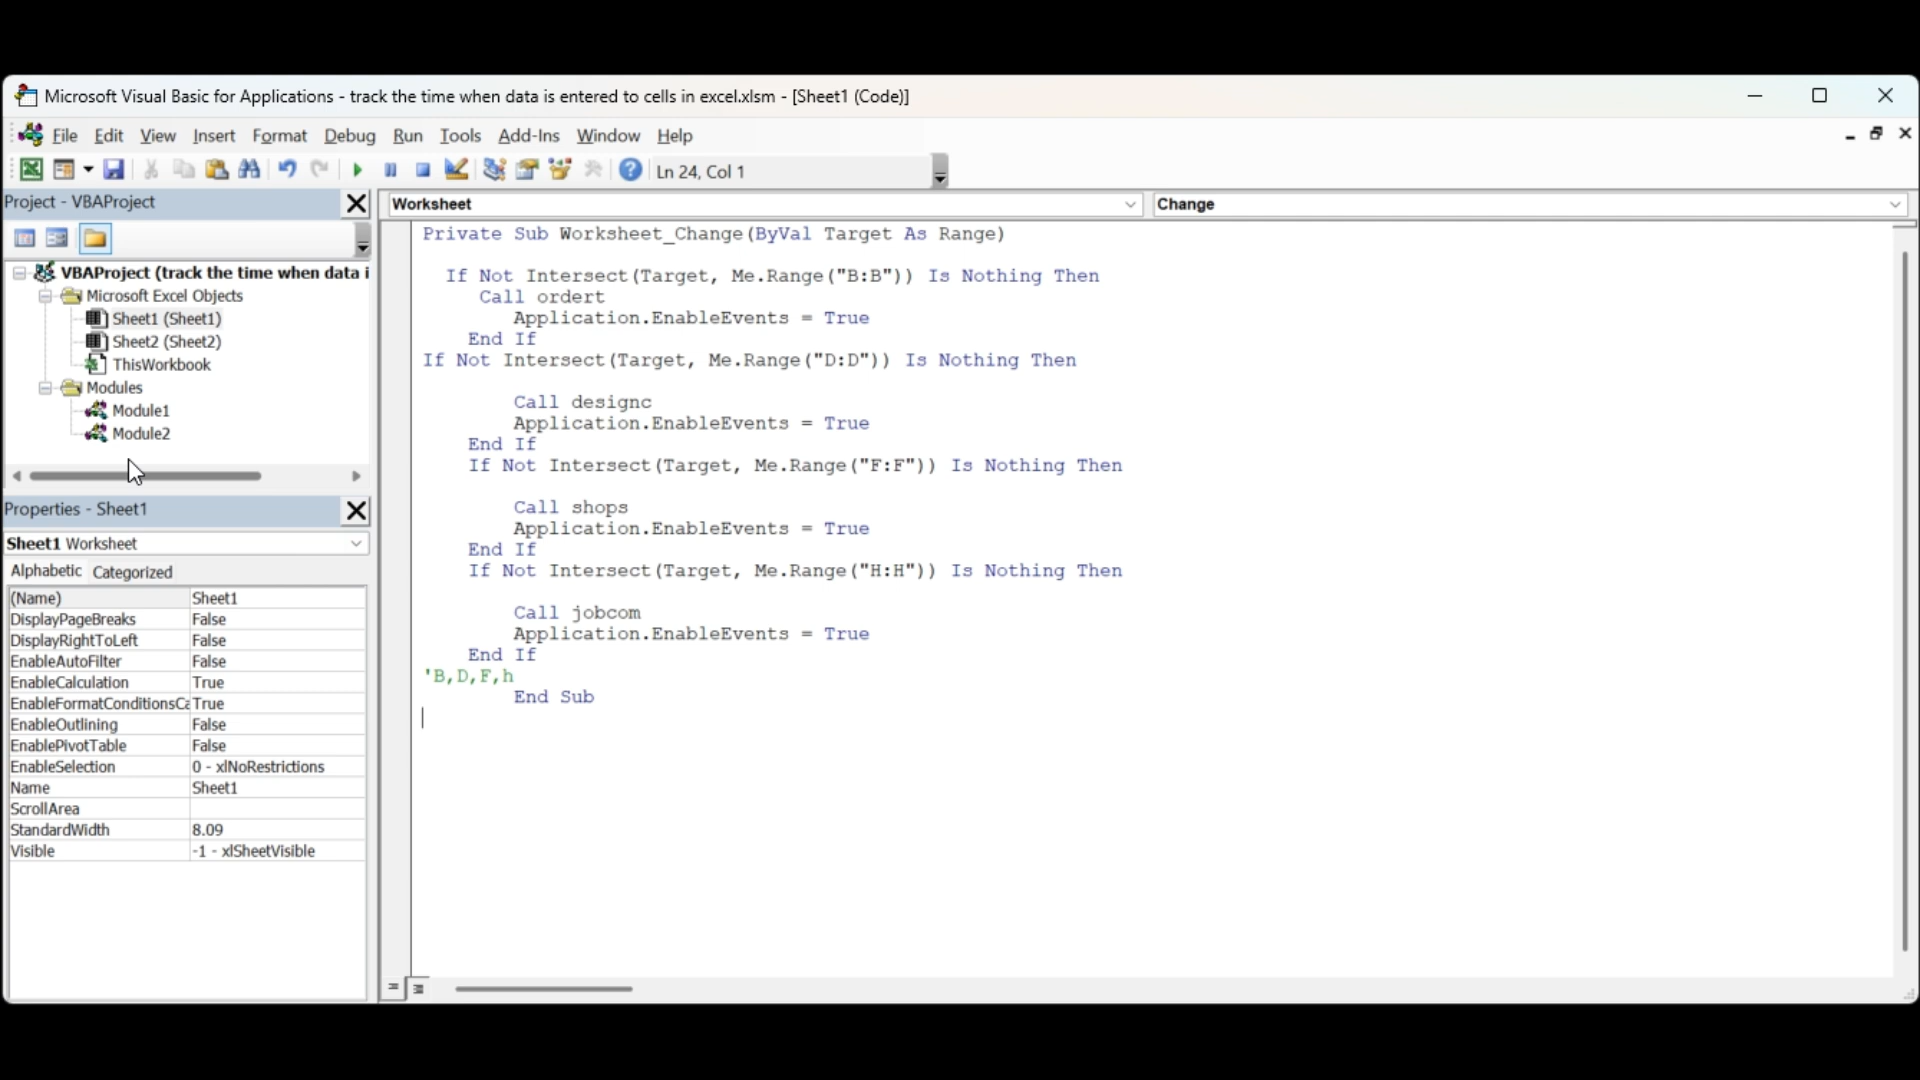 Microsoft Visual Basic for Applications - track the time when data is entered to cells in excel.xlsm - [Sheet1 (Code)]
File Edit View Insert Format Debug Run Tools Add-Ins Window Help
Ln 24, Col 1
Project - VBAProject
VBAProject (track the time when data i
Microsoft Excel Objects
Sheet1 (Sheet1)
Sheet2 (Sheet2)
ThisWorkbook
Modules
Module1
Module2
Properties - Sheet1
Sheet1 Worksheet
Alphabetic Categorized
(Name) Sheet1
DisplayPageBreaks False
DisplayRightToLeft False
EnableAutoFilter False
EnableCalculation True
EnableFormatConditionsCa True
EnableOutlining False
EnablePivotTable False
EnableSelection 0 - xlNoRestrictions
Name Sheet1
ScrollArea
StandardWidth 8.09
Visible -1 - xlSheetVisible
Worksheet Change
Private Sub Worksheet_Change(ByVal Target As Range)
If Not Intersect(Target, Me.Range("B:B")) Is Nothing Then
Call ordert
Application.EnableEvents = True
End If
If Not Intersect(Target, Me.Range("D:D")) Is Nothing Then
Call designc
Application.EnableEvents = True
End If
If Not Intersect(Target, Me.Range("F:F")) Is Nothing Then
Call shops
Application.EnableEvents = True
End If
If Not Intersect(Target, Me.Range("H:H")) Is Nothing Then
Call jobcom
Application.EnableEvents = True
End If
'B,D,F,h
End Sub